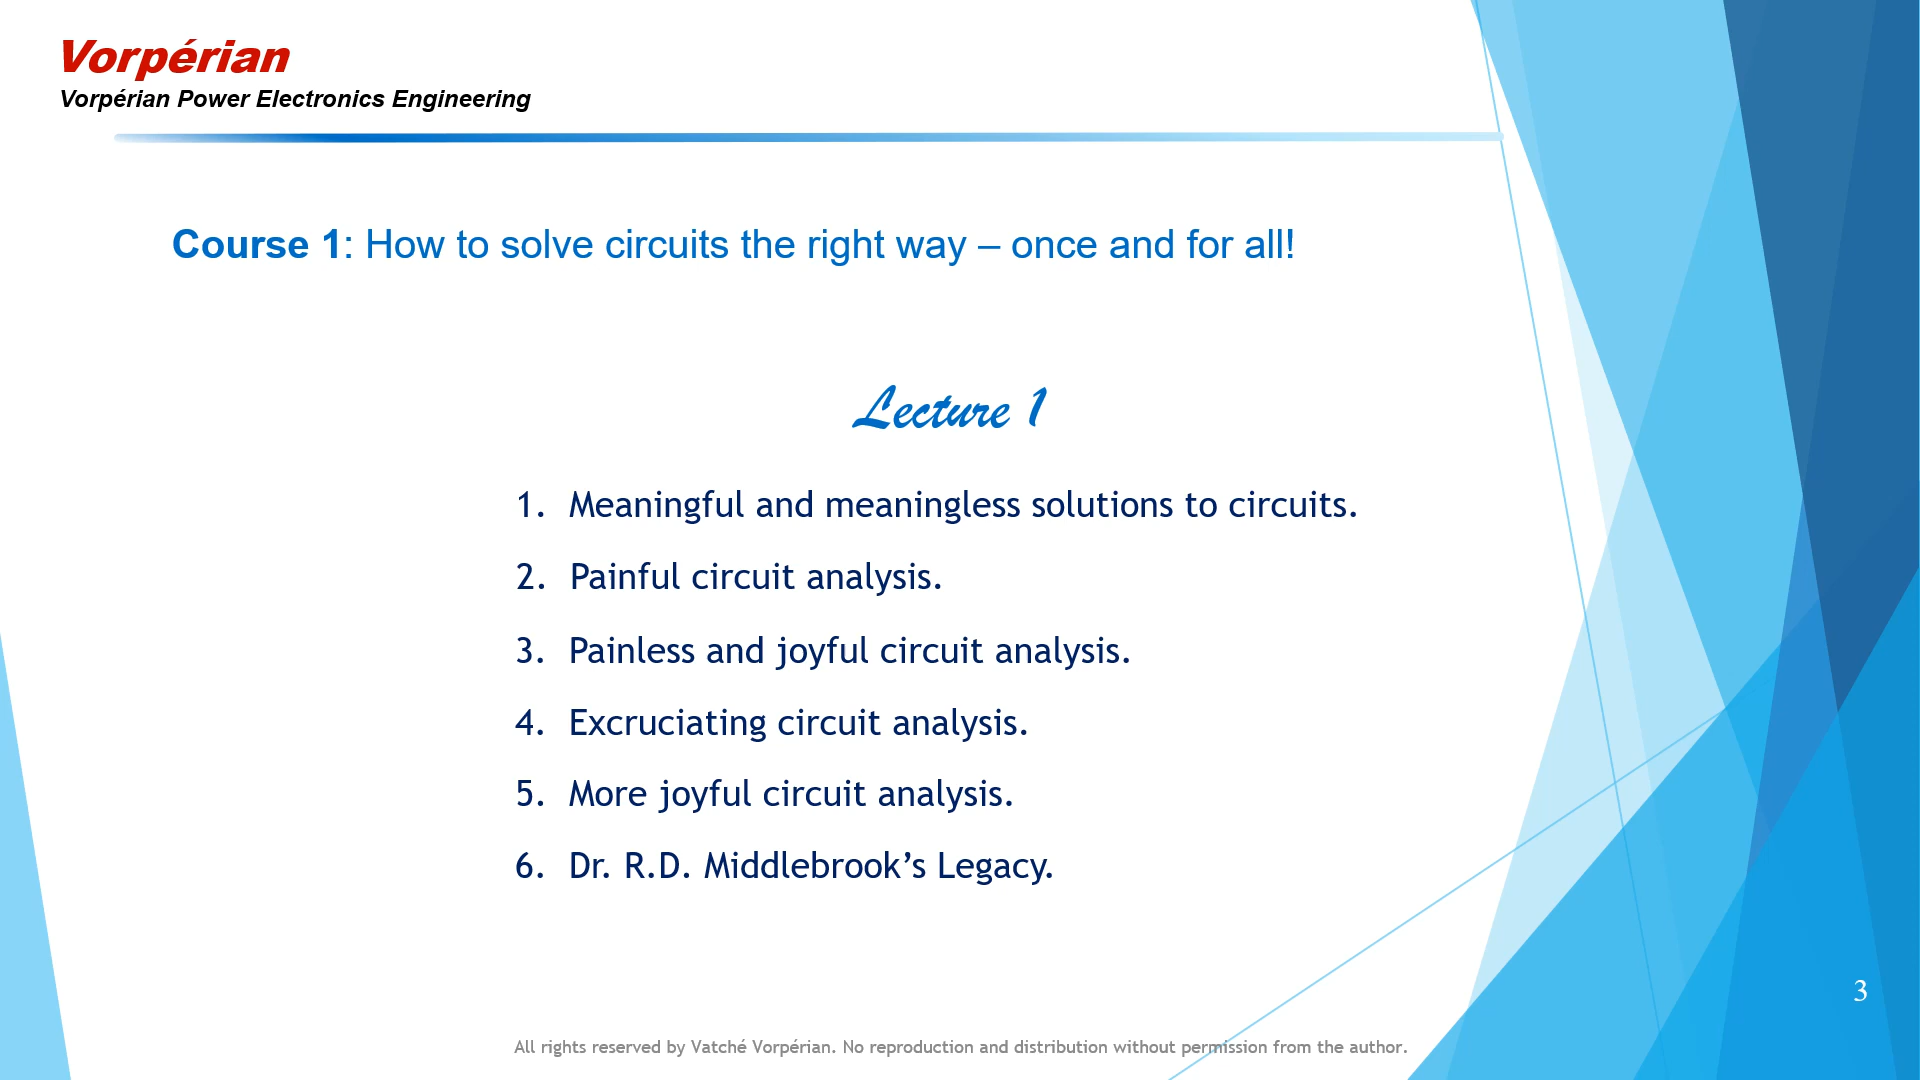 Vorpérian
Vorpérian Power Electronics Engineering
Course 1: How to solve circuits the right way – once and for all!
Lecture 1
1. Meaningful and meaningless solutions to circuits.
2. Painful circuit analysis.
3. Painless and joyful circuit analysis.
4. Excruciating circuit analysis.
5. More joyful circuit analysis.
6. Dr. R.D. Middlebrook’s Legacy.
3
All rights reserved by Vatché Vorpérian. No reproduction and distribution without permission from the author.